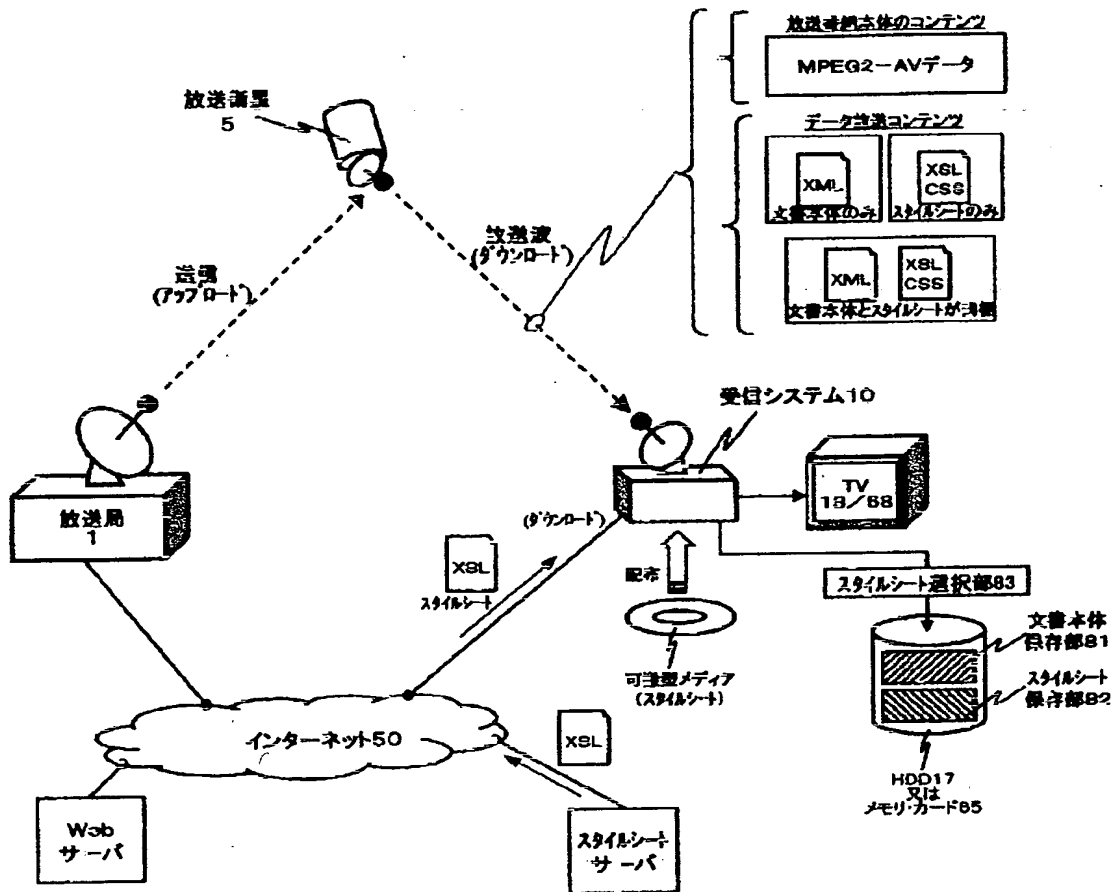 放送番組本体のコンテンツ
MPEG2-AVデータ
データ放送コンテンツ
XML
文書本体のみ
XSL
CSS
スタイルシートのみ
XML
XSL
CSS
文書本体とスタイルシートが
放送衛星
5
放送波
(ダウンロード)
送信
(アップロード)
受信システム10
放送局
1
TV
18/68
(ダウンロード)
XSL
スタイルシート
配布
可搬型メディア
(スタイルシート)
スタイルシート選択部83
文書本体
保存部81
スタイルシート
保存部82
HDD17
又は
メモリ・カード85
インターネット50
XSL
Web
サーバ
スタイルシート
サーバ